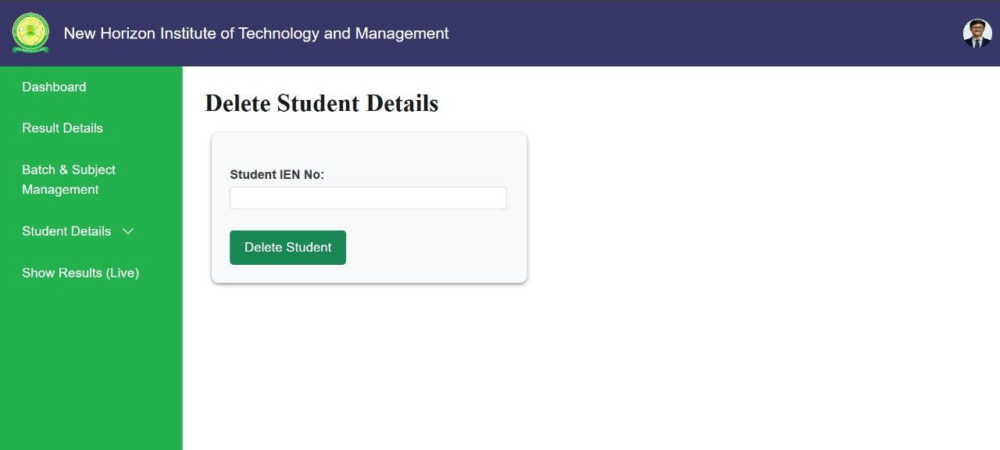 New Horizon Institute of Technology and Management
Dashboard
Result Details
Batch & Subject
Management
Student Details
Show Results (Live)
Delete Student Details
Student IEN No:
Delete Student